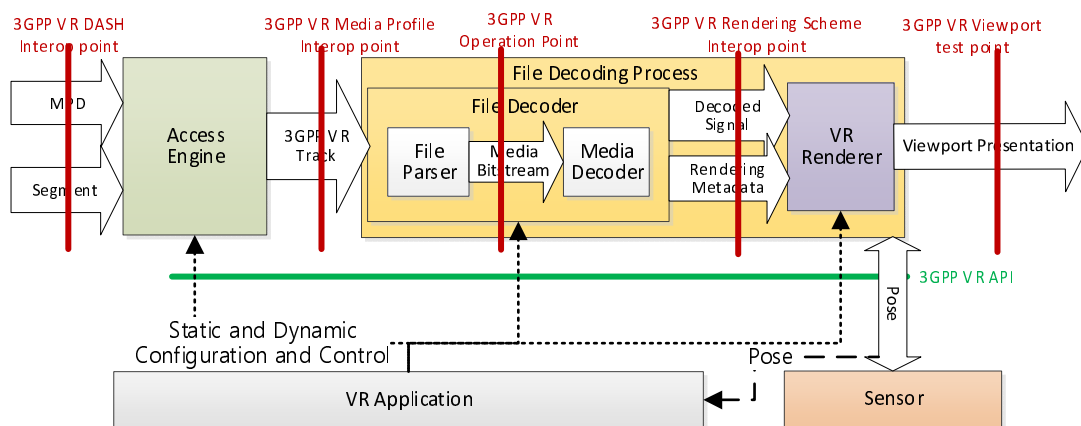 3GPP VR DASH
Interop point
3GPP VR Media Profile
Interop point
3GPP VR
Operation Point
3GPP VR Rendering Scheme
Interop point
3GPP VR Viewport
test point
File Decoding Process
MPD
File Decoder
Decoded
Signal
Access
Engine
3GPP VR
Track
File
Parser
Media
Bitstream
Media
Decoder
VR
Renderer
Viewport Presentation
Segment
Rendering
Metadata
3GPP VR API
Pose
Static and Dynamic
Configuration and Control
Pose
VR Application
Sensor